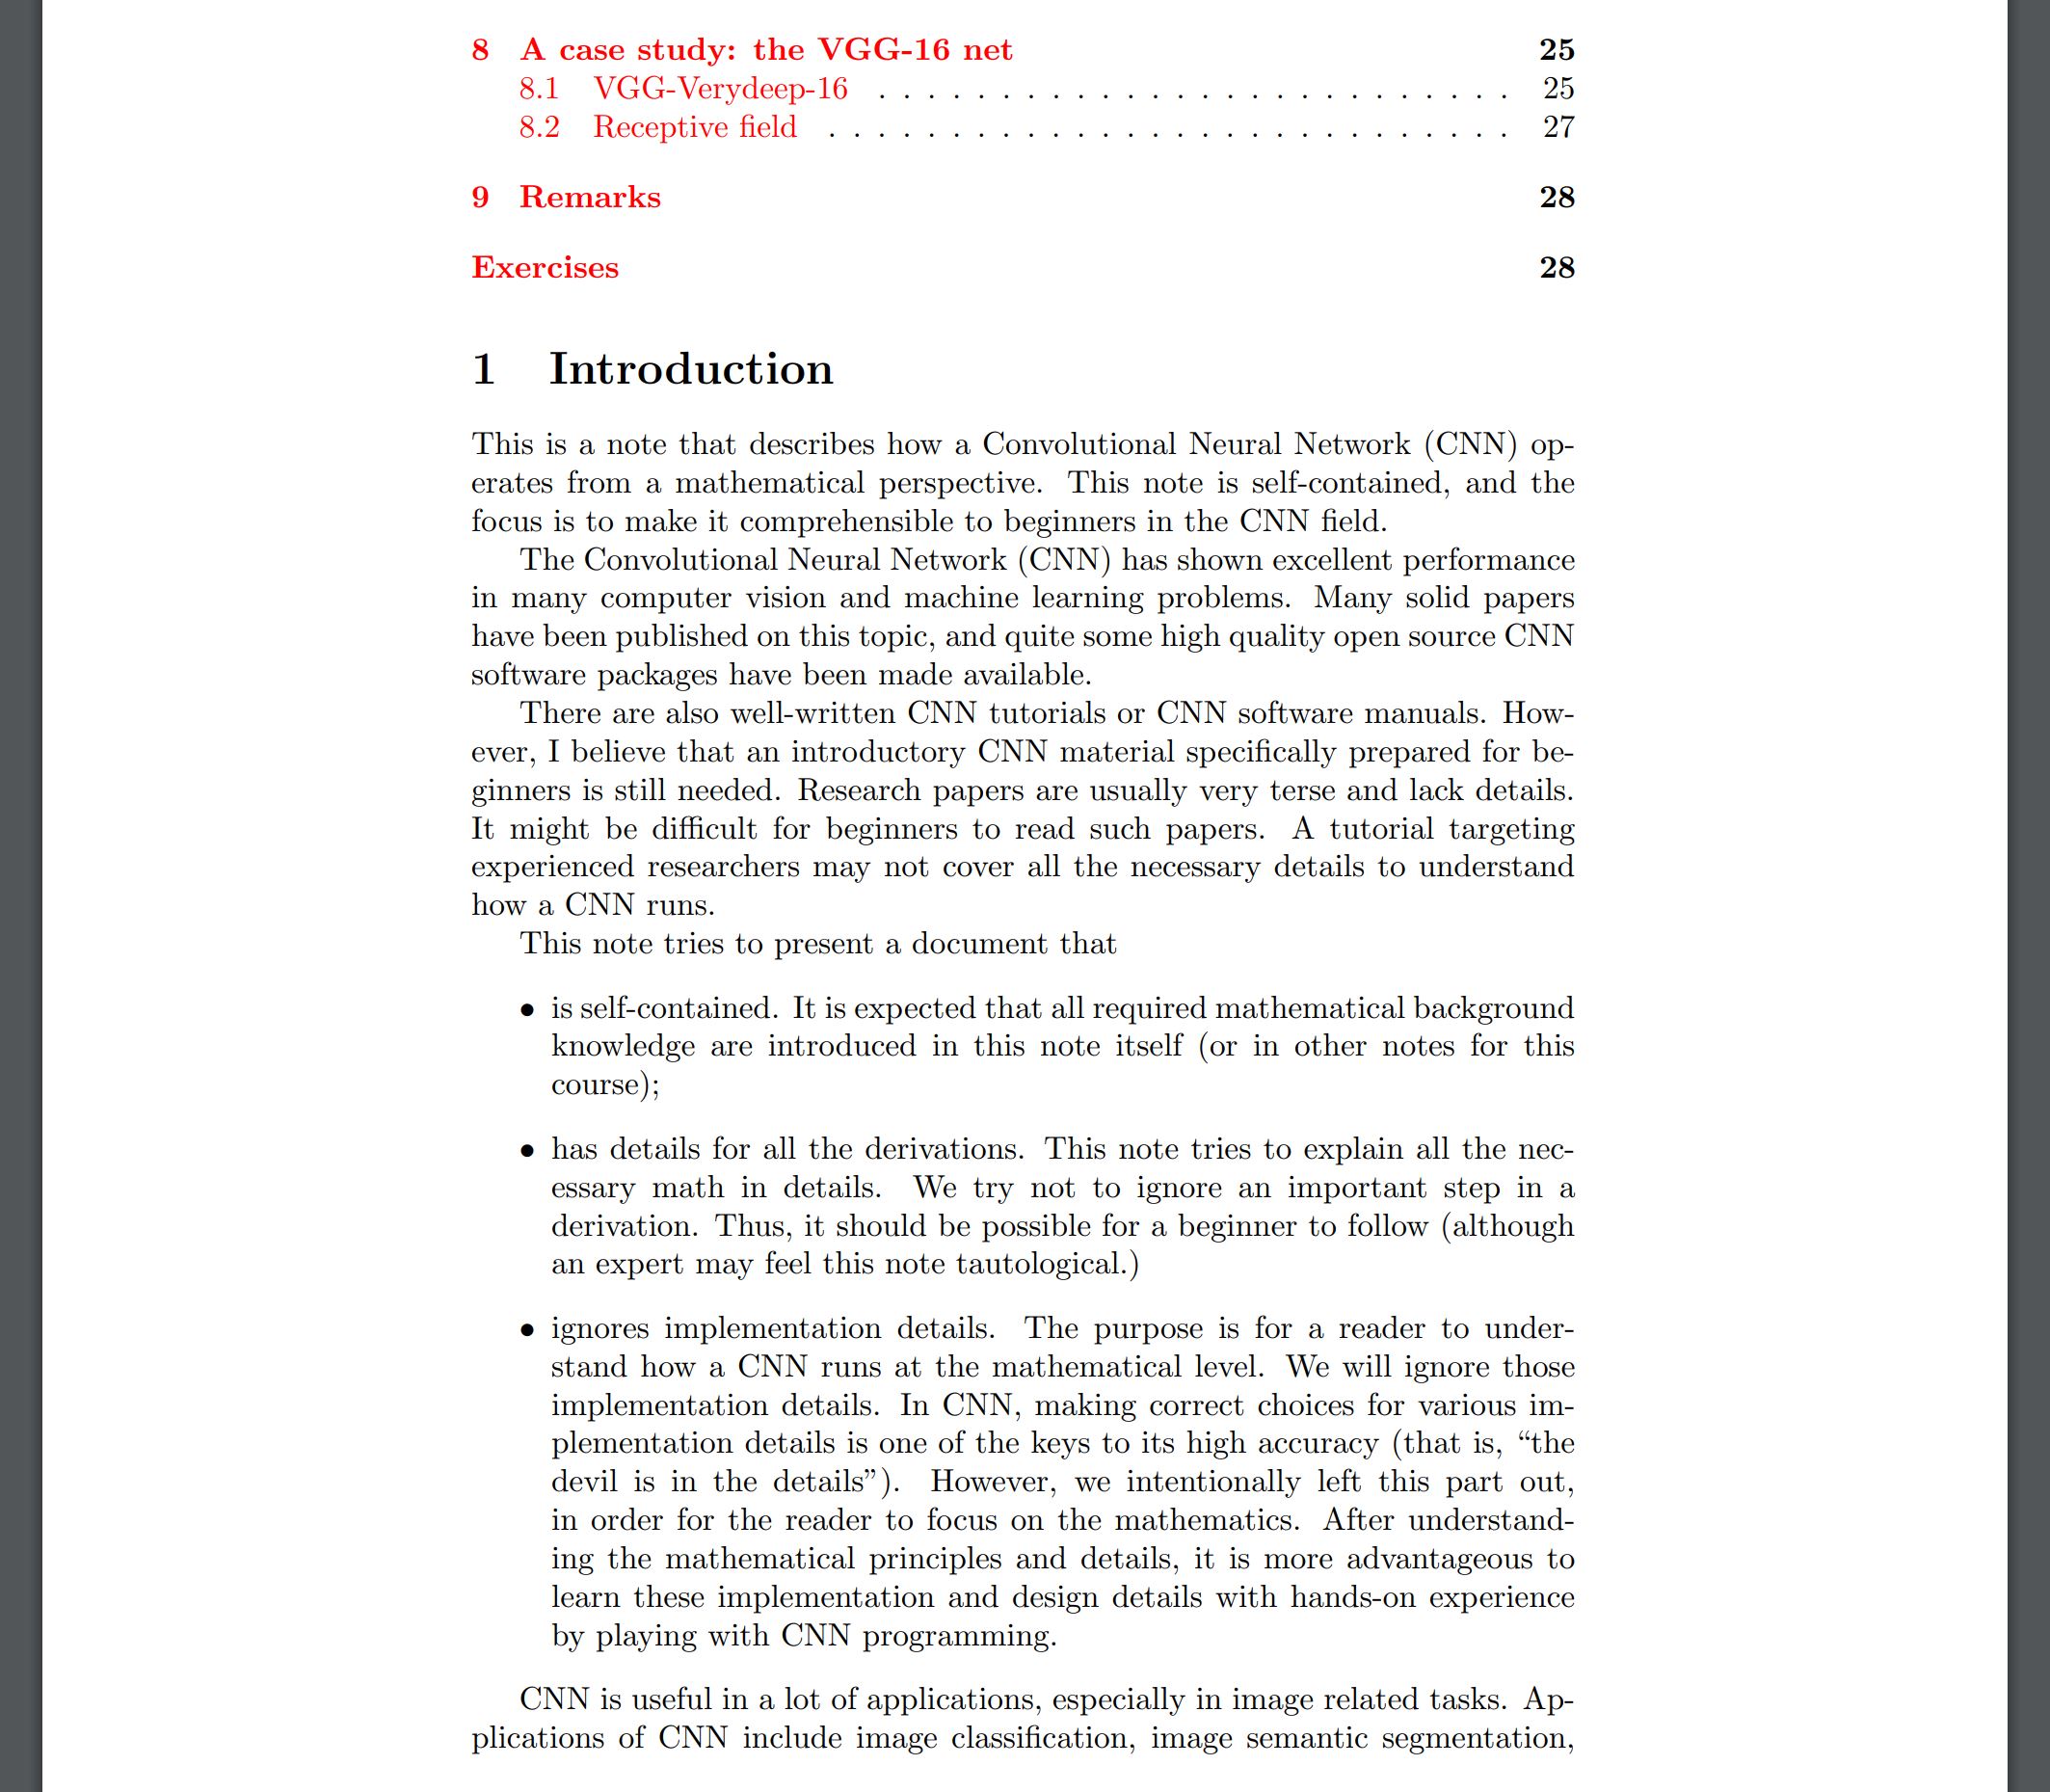 8 A case study: the VGG-16 net 25
8.1 VGG-Verydeep-16 . . . . . . . . . . . . . . . . . . . . . . . . . . 25
8.2 Receptive field . . . . . . . . . . . . . . . . . . . . . . . . . . . . 27
9 Remarks 28
Exercises 28
1 Introduction
This is a note that describes how a Convolutional Neural Network (CNN) op-
erates from a mathematical perspective. This note is self-contained, and the
focus is to make it comprehensible to beginners in the CNN field.
The Convolutional Neural Network (CNN) has shown excellent performance
in many computer vision and machine learning problems. Many solid papers
have been published on this topic, and quite some high quality open source CNN
software packages have been made available.
There are also well-written CNN tutorials or CNN software manuals. How-
ever, I believe that an introductory CNN material specifically prepared for be-
ginners is still needed. Research papers are usually very terse and lack details.
It might be difficult for beginners to read such papers. A tutorial targeting
experienced researchers may not cover all the necessary details to understand
how a CNN runs.
This note tries to present a document that
• is self-contained. It is expected that all required mathematical background
knowledge are introduced in this note itself (or in other notes for this
course);
• has details for all the derivations. This note tries to explain all the nec-
essary math in details. We try not to ignore an important step in a
derivation. Thus, it should be possible for a beginner to follow (although
an expert may feel this note tautological.)
• ignores implementation details. The purpose is for a reader to under-
stand how a CNN runs at the mathematical level. We will ignore those
implementation details. In CNN, making correct choices for various im-
plementation details is one of the keys to its high accuracy (that is, “the
devil is in the details”). However, we intentionally left this part out,
in order for the reader to focus on the mathematics. After understand-
ing the mathematical principles and details, it is more advantageous to
learn these implementation and design details with hands-on experience
by playing with CNN programming.
CNN is useful in a lot of applications, especially in image related tasks. Ap-
plications of CNN include image classification, image semantic segmentation,